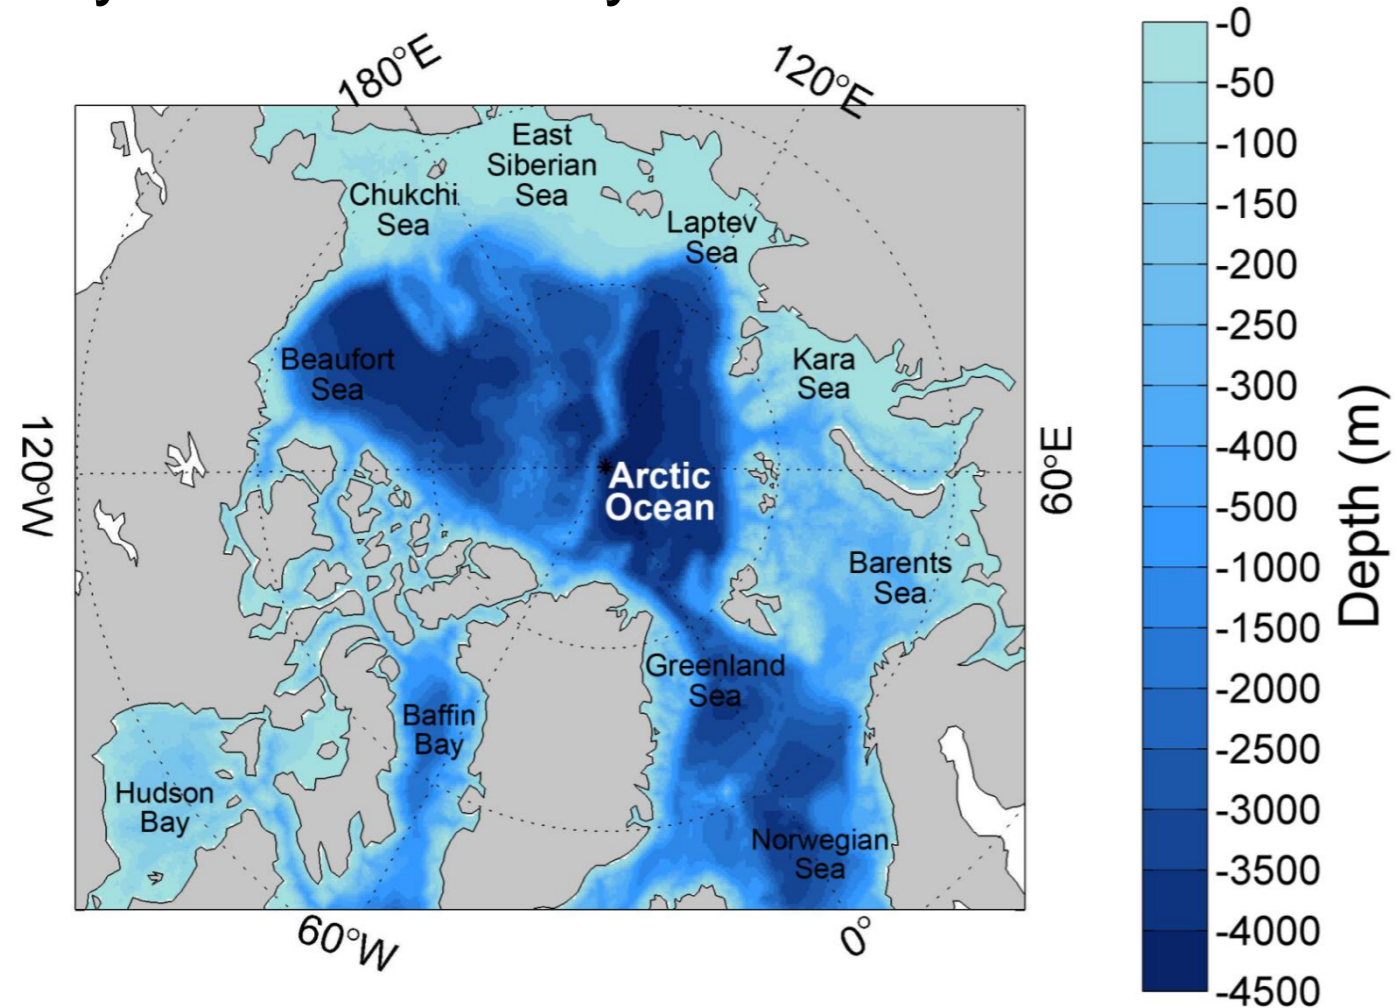 180°E
120°E
East
Siberian
Sea
Chukchi
Sea
Laptev
Sea
Beaufort
Sea
Kara
Sea
120°W
60°E
Arctic
Ocean
Barents
Sea
Greenland
Sea
Baffin
Bay
Hudson
Bay
Norwegian
Sea
60°W
0°
-0
-50
-100
-150
-200
-250
-300
-400
-500
-1000
-1500
-2000
-2500
-3000
-3500
-4000
-4500
Depth (m)